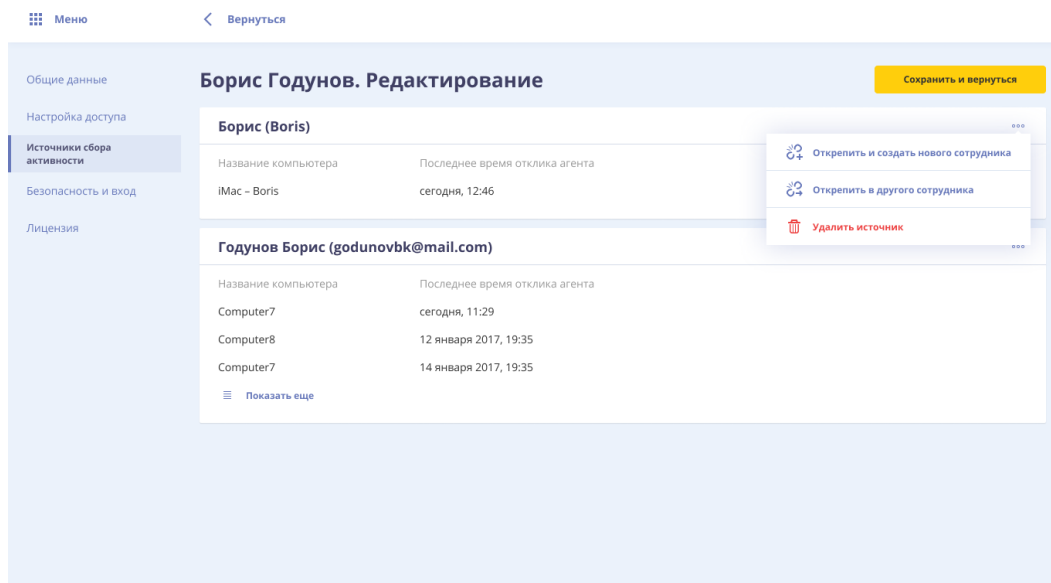 Меню
Вернуться
Общие данные
Настройка доступа
Источники сбора
активности
Безопасность и вход
Лицензия
Борис Годунов. Редактирование
Сохранить и вернуться
Борис (Boris)
Название компьютера Последнее время отклика агента
iMac – Boris сегодня, 12:46
Открепить и создать нового сотрудника
Открепить в другого сотрудника
Удалить источник
Годунов Борис (godunovbk@mail.com)
Название компьютера Последнее время отклика агента
Computer7 сегодня, 11:29
Computer8 12 января 2017, 19:35
Computer7 14 января 2017, 19:35
Показать еще